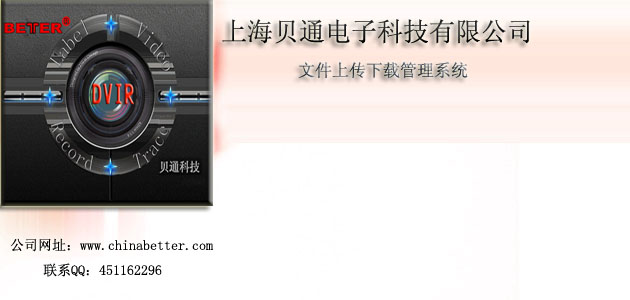 BETER®
上海贝通电子科技有限公司
文件上传下载管理系统
Label Video
DVIR
Record Trace
贝通科技
公司网址：www.chinabetter.com
联系QQ：451162296